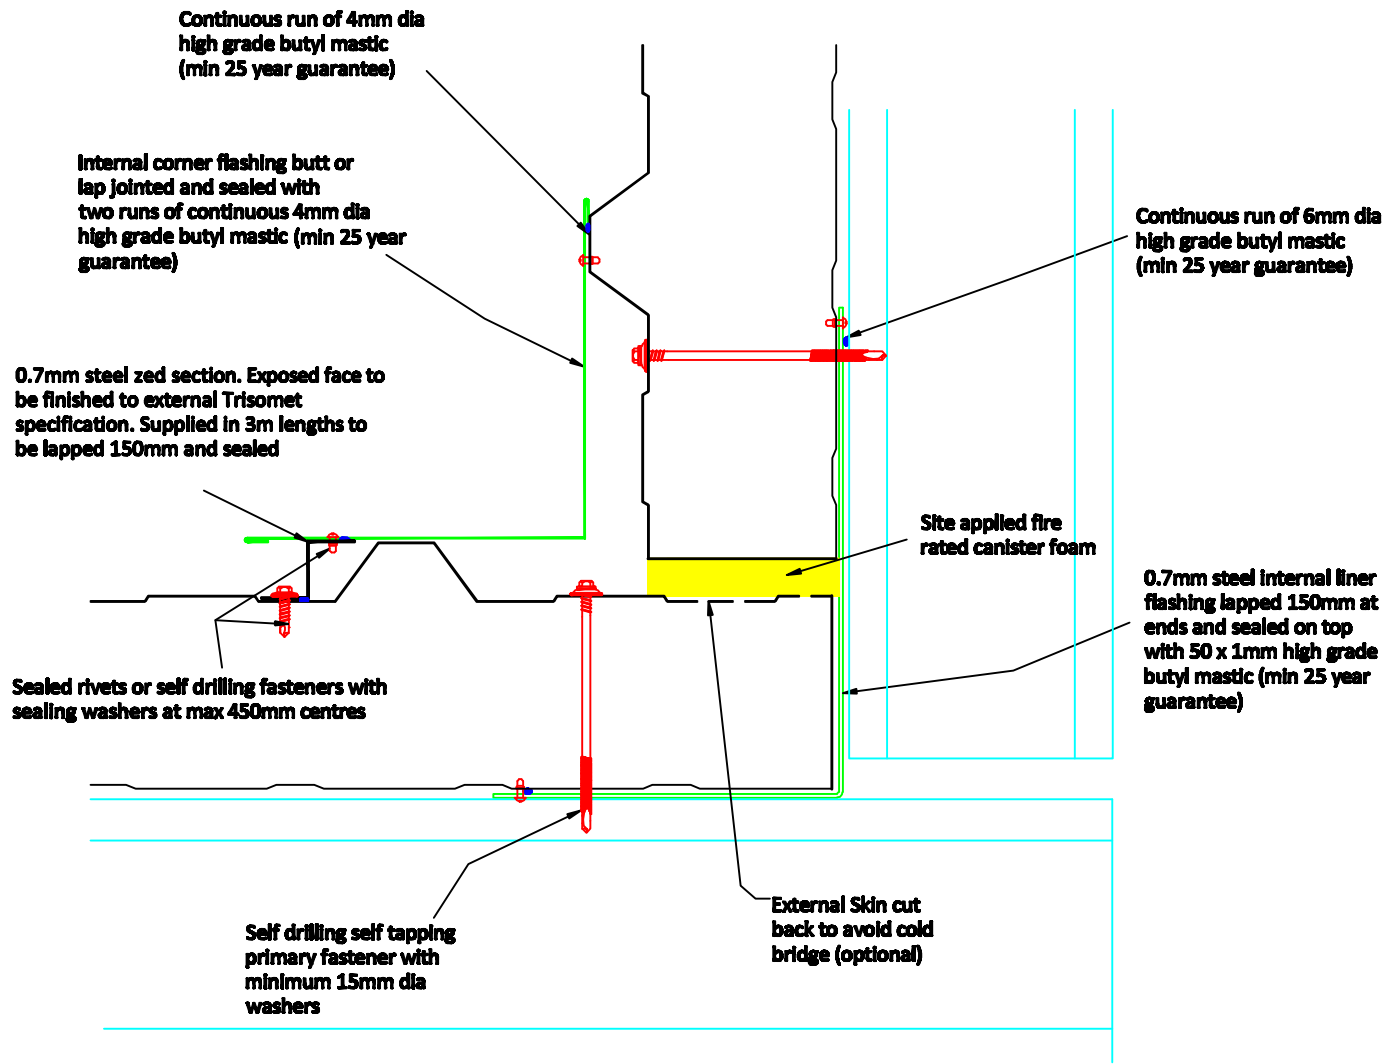 Continuous run of 4mm dia
high grade butyl mastic
(min 25 year guarantee)
Internal corner flashing butt or
lap jointed and sealed with
two runs of continuous 4mm dia
high grade butyl mastic (min 25 year
guarantee)
Continuous run of 6mm dia
high grade butyl mastic
(min 25 year guarantee)
0.7mm steel zed section. Exposed face to
be finished to external Trisomet
specification. Supplied in 3m lengths to
be lapped 150mm and sealed
Site applied fire
rated canister foam
0.7mm steel internal liner
flashing lapped 150mm at
ends and sealed on top
with 50 x 1mm high grade
butyl mastic (min 25 year
guarantee)
Sealed rivets or self drilling fasteners with
sealing washers at max 450mm centres
External Skin cut
back to avoid cold
bridge (optional)
Self drilling self tapping
primary fastener with
minimum 15mm dia
washers